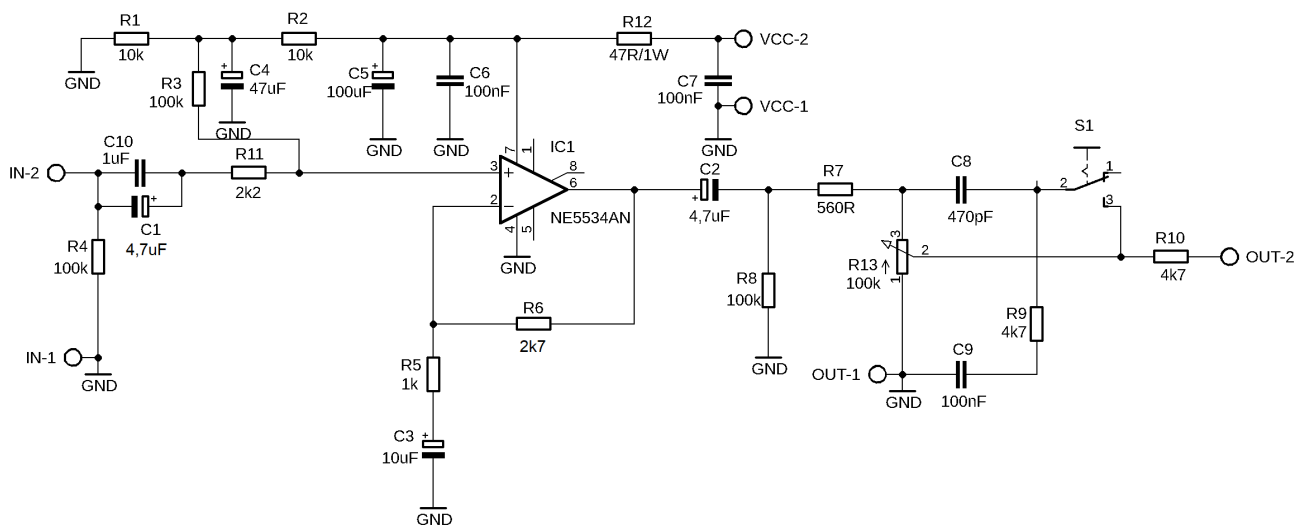 R1
10k
R2
10k
R12
47R/1W
VCC-2
GND
R3
100k
C4
47uF
C5
100uF
C6
100nF
C7
100nF
VCC-1
GND
GND
GND
GND
C10
1uF
IN-2
R11
2k2
C1
4,7uF
R4
100k
IN-1
GND
7
1
IC1
8
3
6
2
NE5534AN
4
5
GND
R6
2k7
R5
1k
C3
10uF
GND
C2
4,7uF
R7
560R
C8
470pF
S1
1
2
3
R8
100k
GND
3
R13
100k
2
1
R10
4k7
OUT-2
R9
4k7
C9
100nF
OUT-1
GND